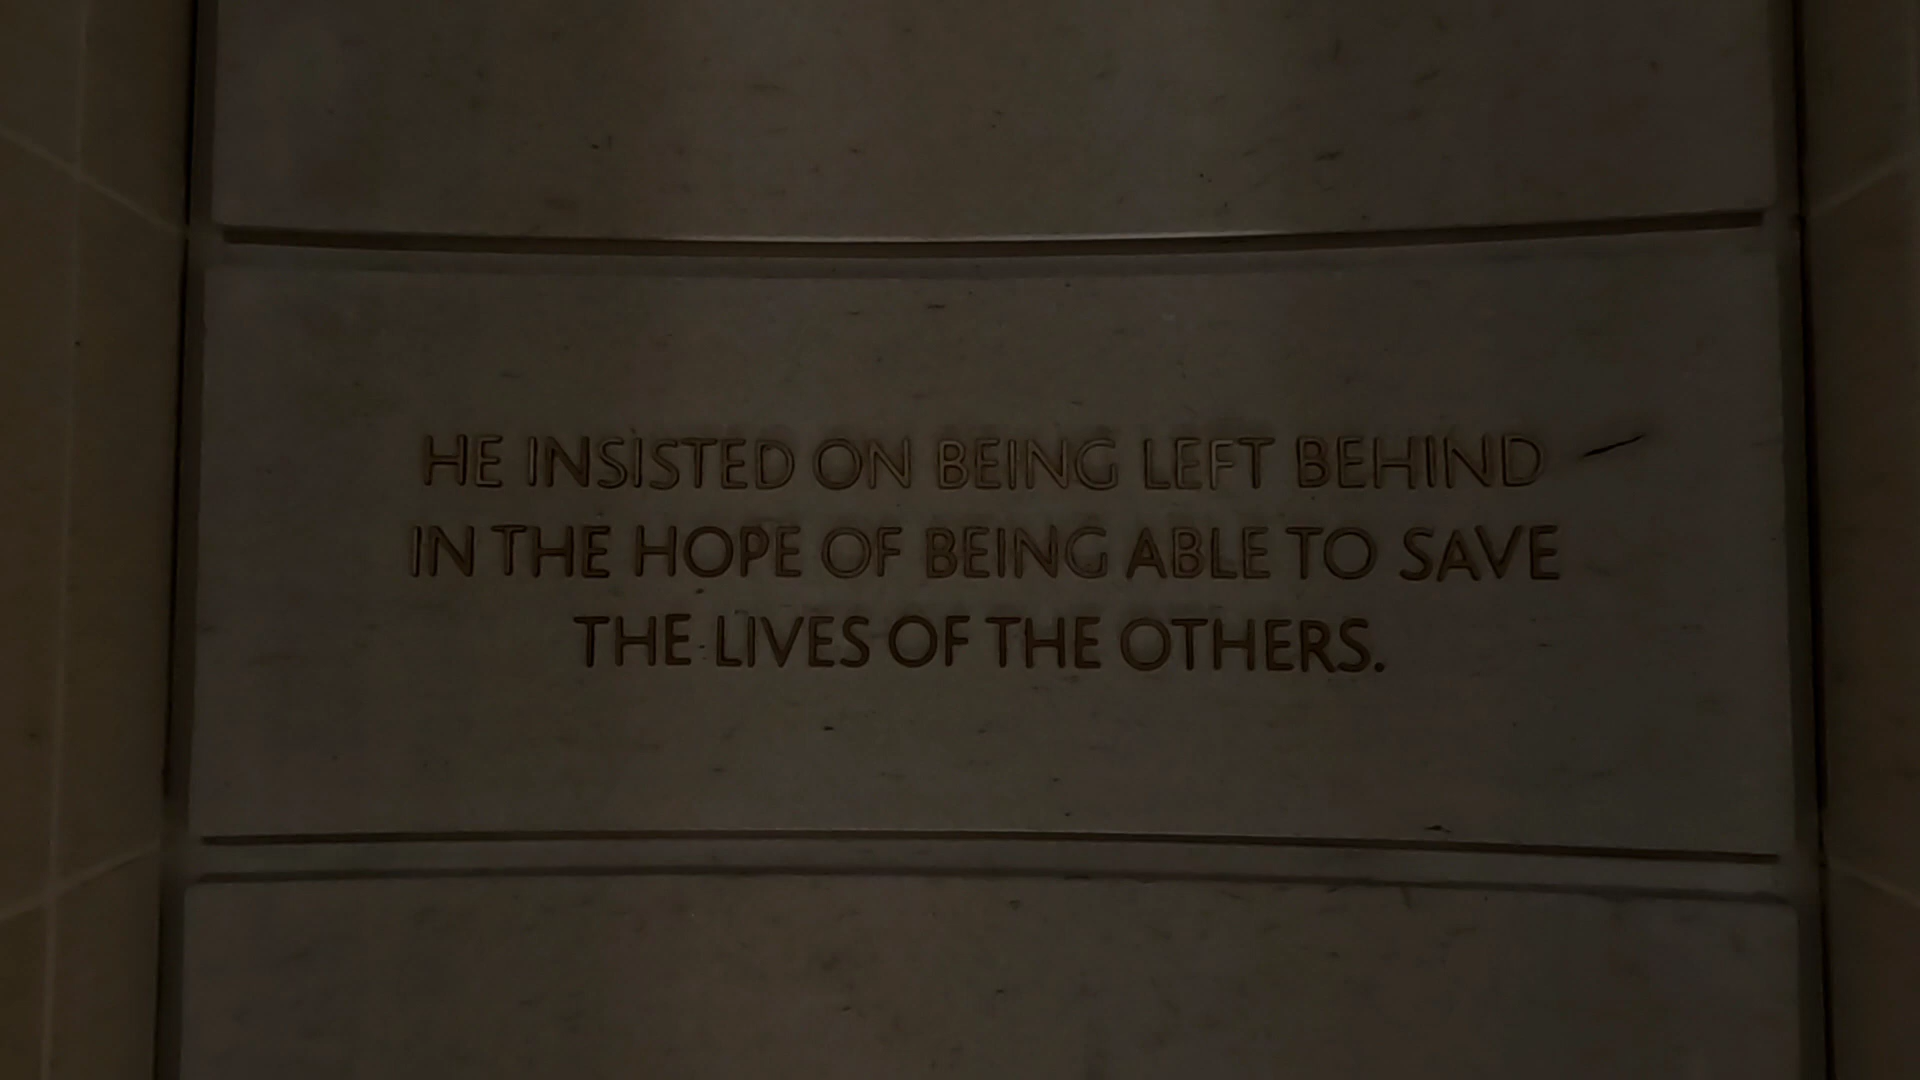 HE INSISTED ON BEING LEFT BEHIND
IN THE HOPE OF BEING ABLE TO SAVE
THE LIVES OF THE OTHERS.